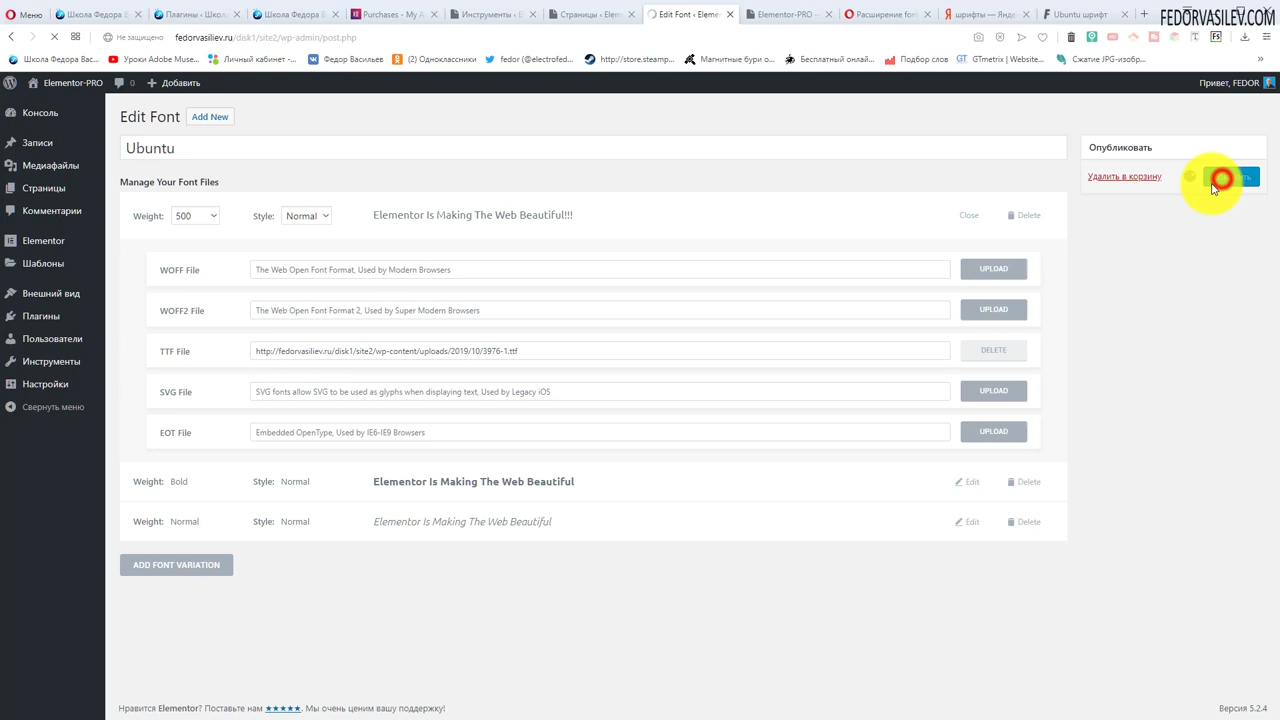 Меню
Школа Федора
Плагины ‹ Школа
Школа Федора В
Purchases - My A
Инструменты ‹ E
Страницы ‹ Elem
Edit Font ‹ Elemen
Elementor-PRO —
Расширение font
шрифты — Янде
Ubuntu шрифт
FEDORVASILEV.COM
Не защищено
fedorvasiliev.ru/disk1/site2/wp-admin/post.php
Школа Федора Вас...
Уроки Adobe Muse...
Личный кабинет -...
Федор Васильев
(2) Одноклассники
fedor (@electrofed...
http://store.steamp...
Магнитные бури о...
Бесплатный онлай...
Подбор слов
GTmetrix | Website...
Сжатие JPG-изобр...
Elementor-PRO
0
Добавить
Привет, FEDOR
Консоль
Записи
Медиафайлы
Страницы
Комментарии
Elementor
Шаблоны
Внешний вид
Плагины
Пользователи
Инструменты
Настройки
Свернуть меню
Edit Font
Add New
Ubuntu
Опубликовать
Удалить в корзину
Manage Your Font Files
Weight: 500 Style: Normal Elementor Is Making The Web Beautiful!!! Close Delete
WOFF File The Web Open Font Format, Used by Modern Browsers UPLOAD
WOFF2 File The Web Open Font Format 2, Used by Super Modern Browsers UPLOAD
TTF File http://fedorvasiliev.ru/disk1/site2/wp-content/uploads/2019/10/3976-1.ttf DELETE
SVG File SVG fonts allow SVG to be used as glyphs when displaying text, Used by Legacy iOS UPLOAD
EOT File Embedded OpenType, Used by IE6-IE9 Browsers UPLOAD
Weight: Bold Style: Normal Elementor Is Making The Web Beautiful Edit Delete
Weight: Normal Style: Normal Elementor Is Making The Web Beautiful Edit Delete
ADD FONT VARIATION
Нравится Elementor? Поставьте нам ★★★★★. Мы очень ценим вашу поддержку!
Версия 5.2.4